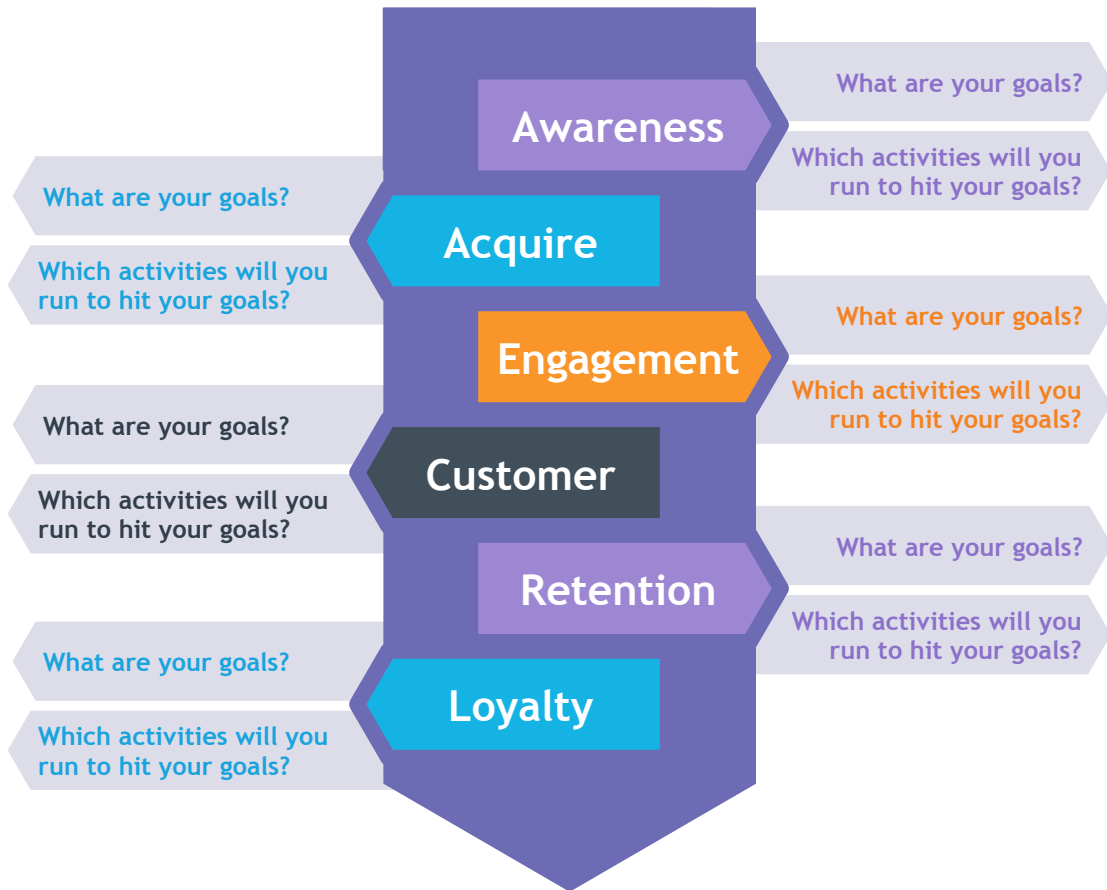 Awareness
What are your goals?
Which activities will you
run to hit your goals?
Acquire
What are your goals?
Which activities will you
run to hit your goals?
Engagement
What are your goals?
Which activities will you
run to hit your goals?
Customer
What are your goals?
Which activities will you
run to hit your goals?
Retention
What are your goals?
Which activities will you
run to hit your goals?
Loyalty
What are your goals?
Which activities will you
run to hit your goals?